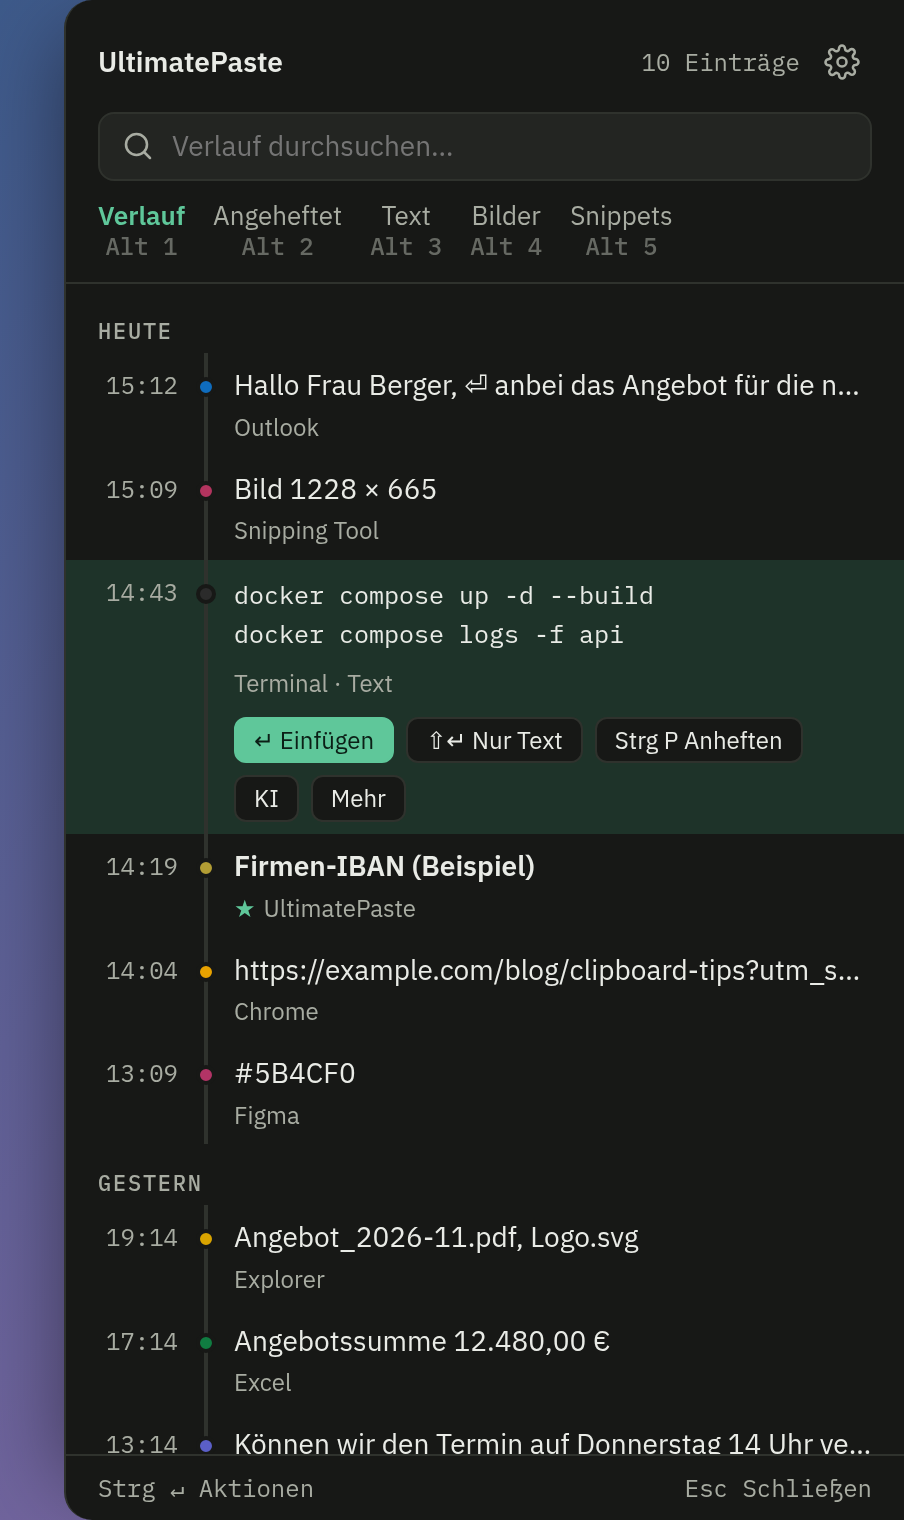 UltimatePaste
10 Einträge
Verlauf durchsuchen…
Verlauf Angeheftet Text Bilder Snippets
Alt 1 Alt 2 Alt 3 Alt 4 Alt 5
HEUTE
15:12 Hallo Frau Berger, ⏎ anbei das Angebot für die n…
Outlook
15:09 Bild 1228 × 665
Snipping Tool
14:43 docker compose up -d --build
docker compose logs -f api
Terminal · Text
↵ Einfügen ⇧↵ Nur Text Strg P Anheften
KI Mehr
14:19 Firmen-IBAN (Beispiel)
★ UltimatePaste
14:04 https://example.com/blog/clipboard-tips?utm_s…
Chrome
13:09 #5B4CF0
Figma
GESTERN
19:14 Angebot_2026-11.pdf, Logo.svg
Explorer
17:14 Angebotssumme 12.480,00 €
Excel
13:14 Können wir den Termin auf Donnerstag 14 Uhr ve…
Strg ↵ Aktionen Esc Schließen